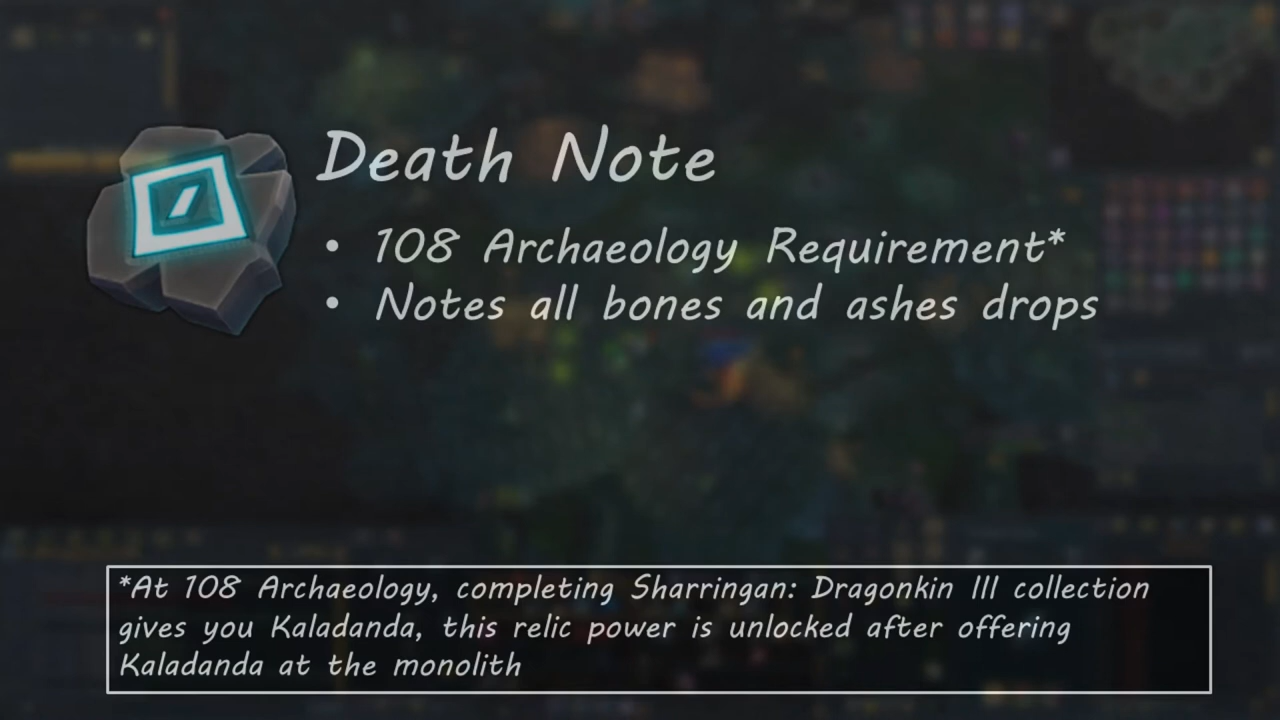 Death Note
• 108 Archaeology Requirement*
• Notes all bones and ashes drops
*At 108 Archaeology, completing Sharringan: Dragonkin III collection
gives you Kaladanda, this relic power is unlocked after offering
Kaladanda at the monolith